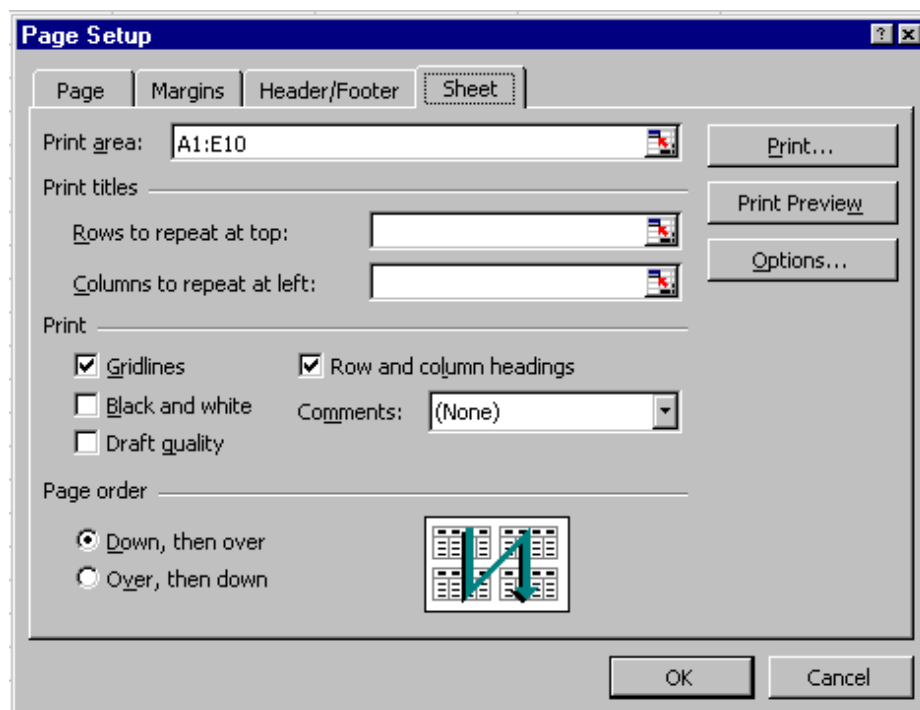 Page Setup
Page Margins Header/Footer Sheet
Print area: A1:E10
Print...
Print titles
Print Preview
Rows to repeat at top:
Options...
Columns to repeat at left:
Print
Gridlines Row and column headings
Black and white Comments: (None)
Draft quality
Page order
Down, then over
Over, then down
OK Cancel